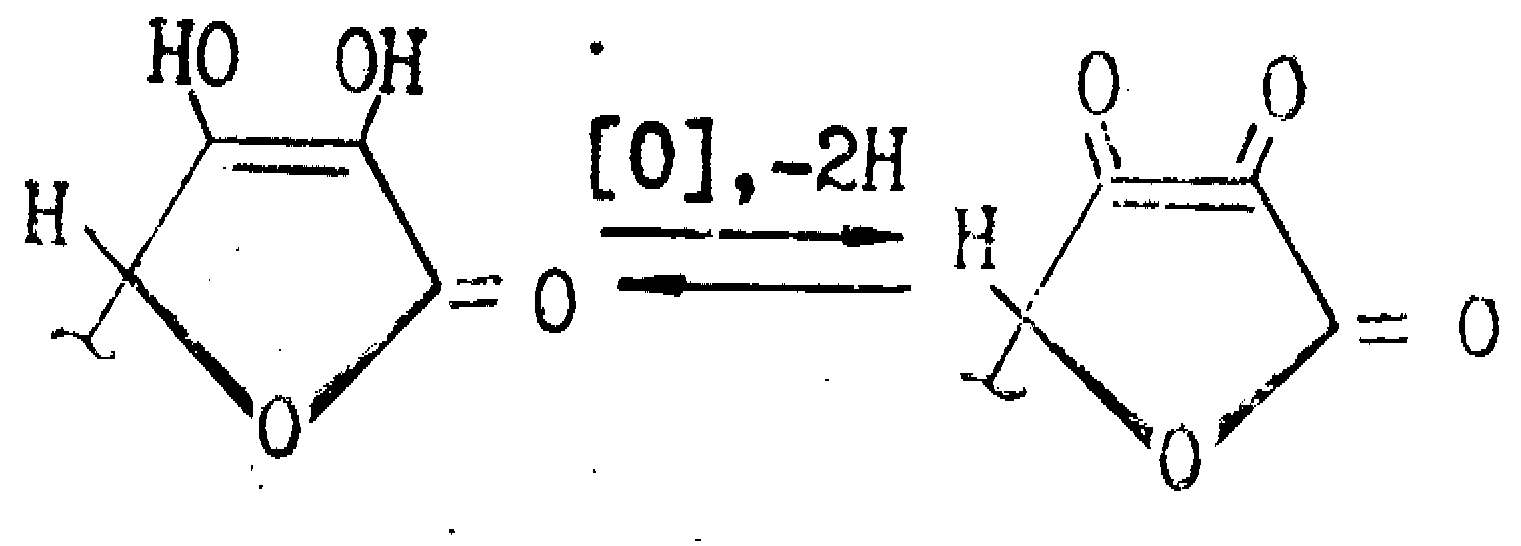 HO OH
[O], -2H
O O
H
H
= O
= O
O
O